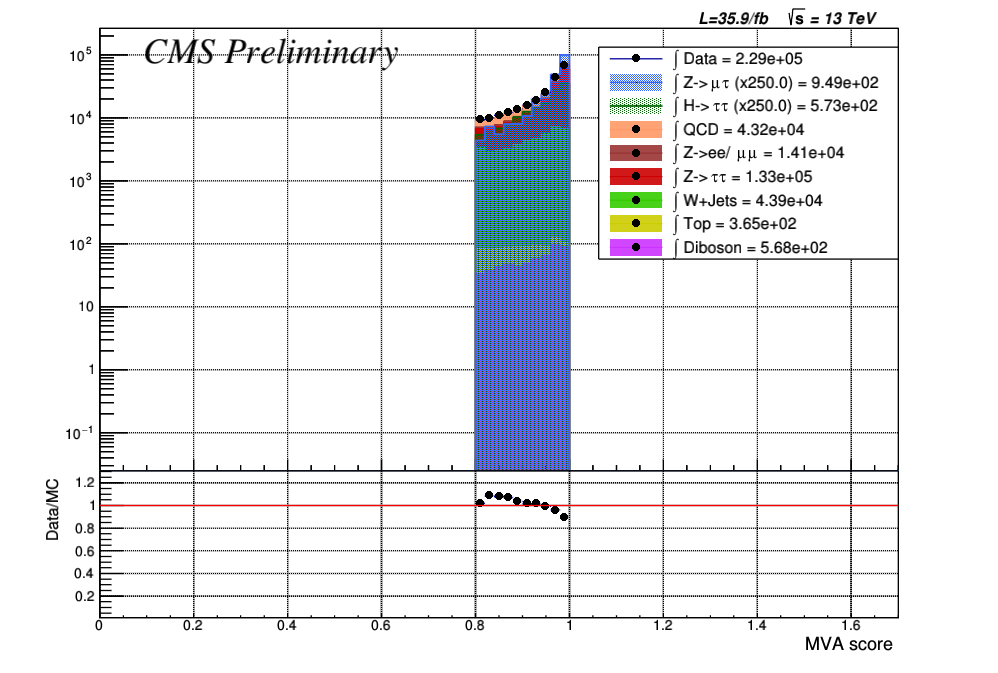 L=35.9/fb √s = 13 TeV
CMS Preliminary
10⁵
10⁴
10³
10²
10
1
10⁻¹
∫ Data = 2.29e+05
∫ Z->μτ (x250.0) = 9.49e+02
∫ H->ττ (x250.0) = 5.73e+02
∫ QCD = 4.32e+04
∫ Z->ee/ μμ = 1.41e+04
∫ Z->ττ = 1.33e+05
∫ W+Jets = 4.39e+04
∫ Top = 3.65e+02
∫ Diboson = 5.68e+02
Data/MC
1.2
1
0.8
0.6
0.4
0.2
0 0.2 0.4 0.6 0.8 1 1.2 1.4 1.6
MVA score